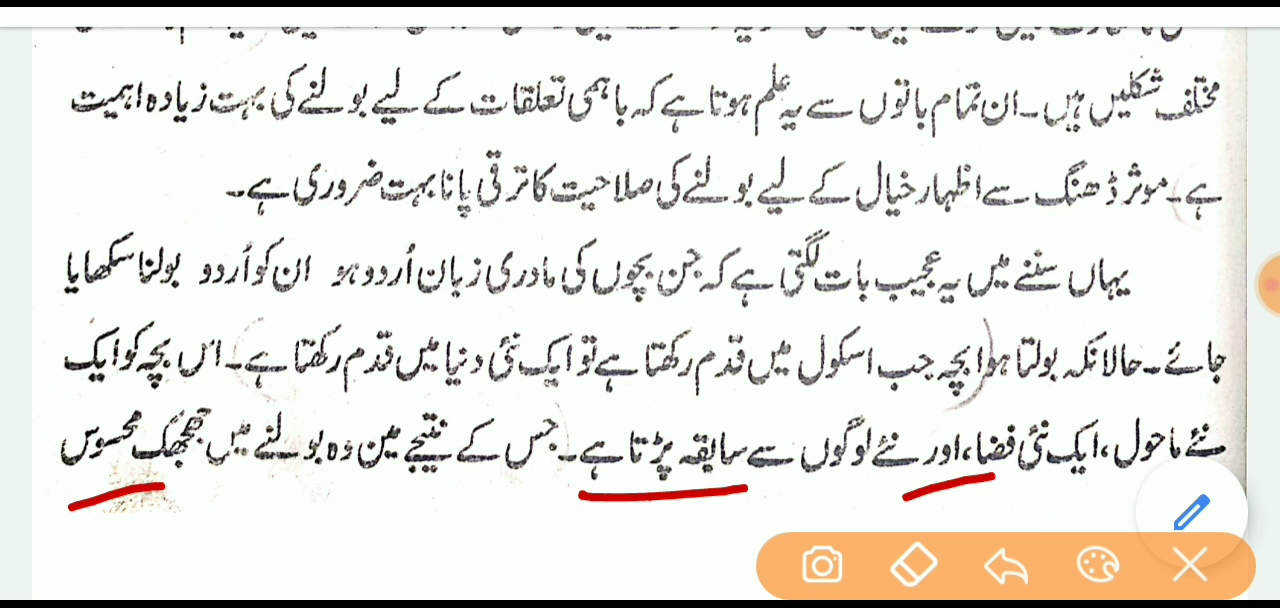 مختلف شکلیں ہیں۔ ان تمام باتوں سے یہ علم ہوتا ہے کہ باہمی تعلقات کے لیے بولنے کی بہت زیادہ اہمیت
ہے۔ موثر ڈھنگ سے اظہار خیال کے لیے بولنے کی صلاحیت کا ترقی پانا بہت ضروری ہے۔
یہاں سننے میں یہ عجیب بات لگتی ہے کہ جن بچوں کی مادری زبان اُردو ہو ان کو اُردو بولنا سکھایا
جائے۔ حالانکہ بولتا ہوا بچہ جب اسکول میں قدم رکھتا ہے تو ایک نئی دنیا میں قدم رکھتا ہے۔ اس بچہ کو ایک
نئے ماحول، ایک نئی فضا، اور نئے لوگوں سے سابقہ پڑتا ہے۔ جس کے نتیجے مین وہ بولنے میں جھجھک محسوس